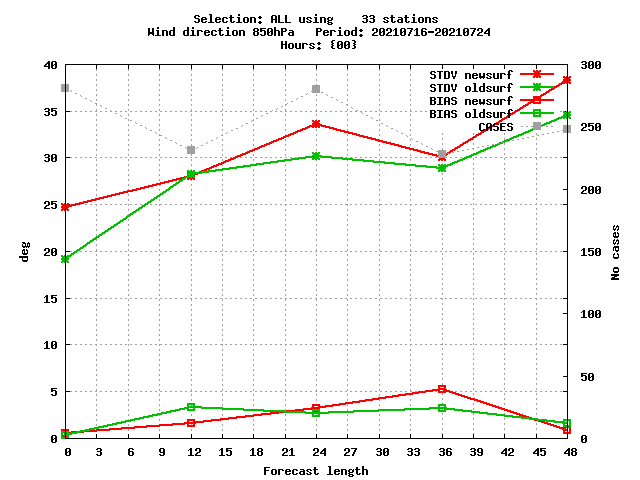 Selection: ALL using    33 stations
Wind direction 850hPa   Period: 20210716-20210724
Hours: {00}
40
35
30
25
20
15
10
5
0
deg
300
250
200
150
100
50
0
No cases
STDV newsurf
STDV oldsurf
BIAS newsurf
BIAS oldsurf
CASES
0 3 6 9 12 15 18 21 24 27 30 33 36 39 42 45 48
Forecast length